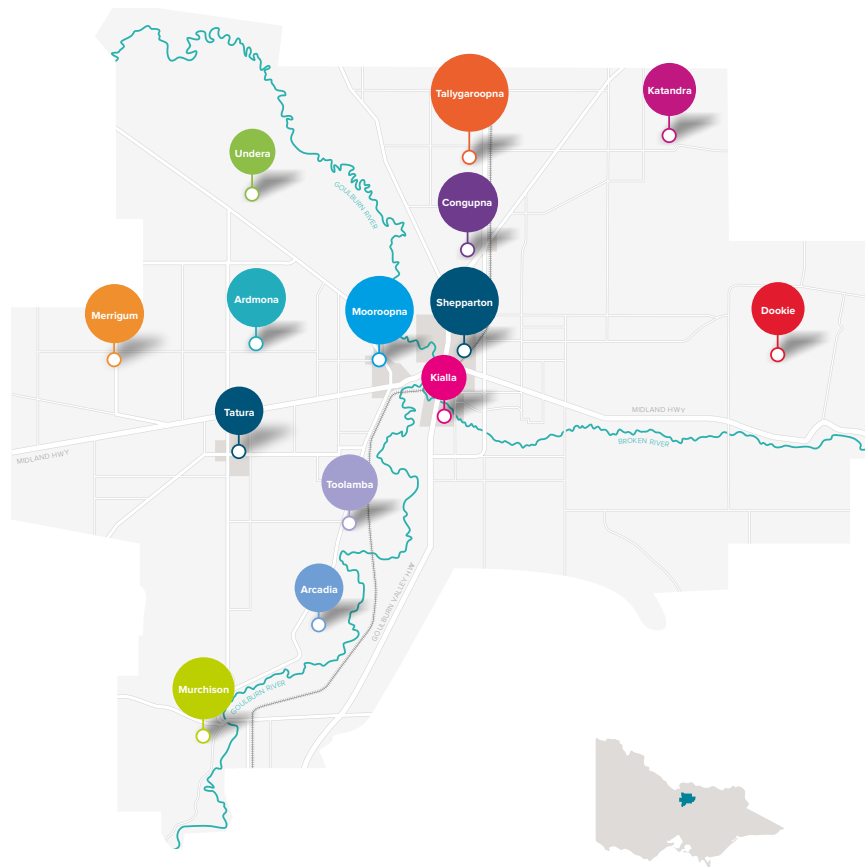 Tallygaroopna
Katandra
Undera
GOULBURN RIVER
Congupna
Merrigum
Ardmona
Mooroopna
Shepparton
Dookie
Kialla
Tatura
MIDLAND HWY
BROKEN RIVER
MIDLAND HWY
Toolamba
Arcadia
GOULBURN VALLEY HW
Murchison
GOULBURN RIVER